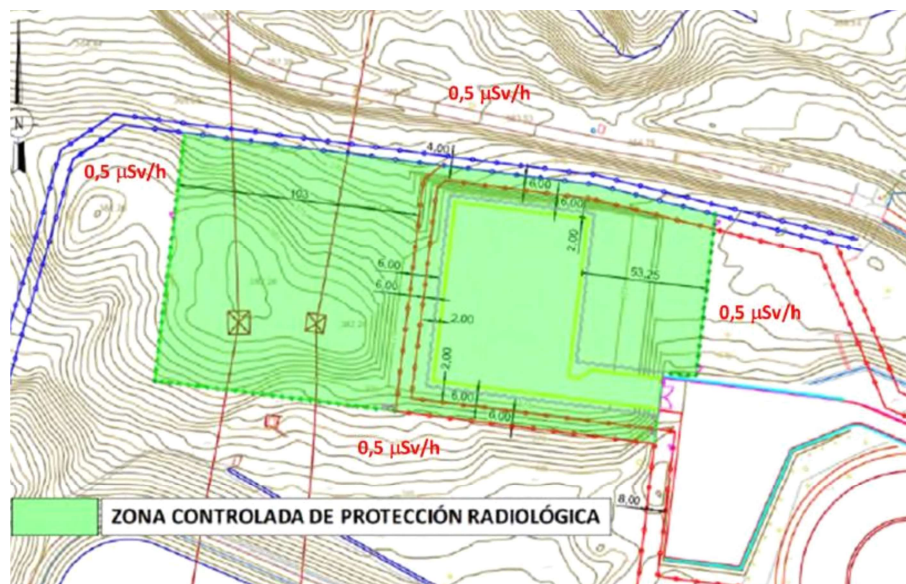 0,5 µSv/h
N
4,00
0,5 µSv/h
6,00
103
6,00
2,00
6,00
53,25
6,00
0,5 µSv/h
2,00
2,00
6,00
6,00
0,5 µSv/h
8,00
ZONA CONTROLADA DE PROTECCIÓN RADIOLÓGICA